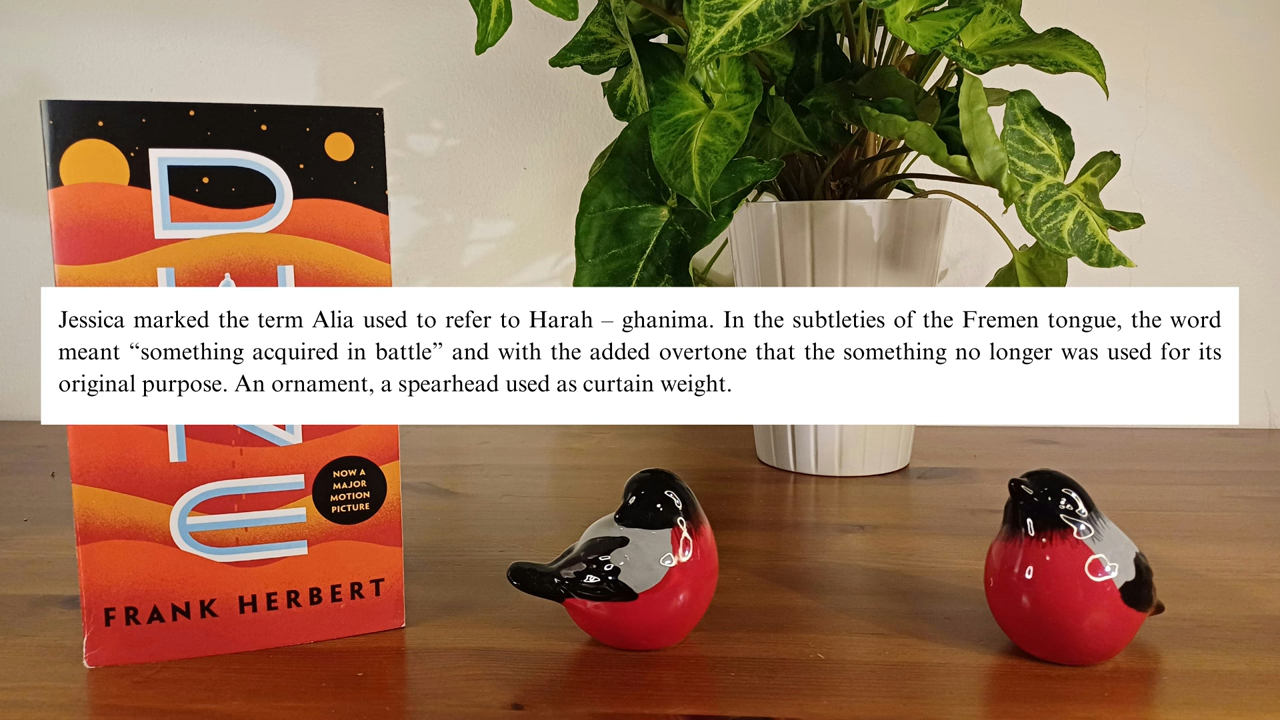 DUNE
Jessica marked the term Alia used to refer to Harah – ghanima. In the subtleties of the Fremen tongue, the word
meant “something acquired in battle” and with the added overtone that the something no longer was used for its
original purpose. An ornament, a spearhead used as curtain weight.
NOW A
MAJOR
MOTION
PICTURE
FRANK HERBERT